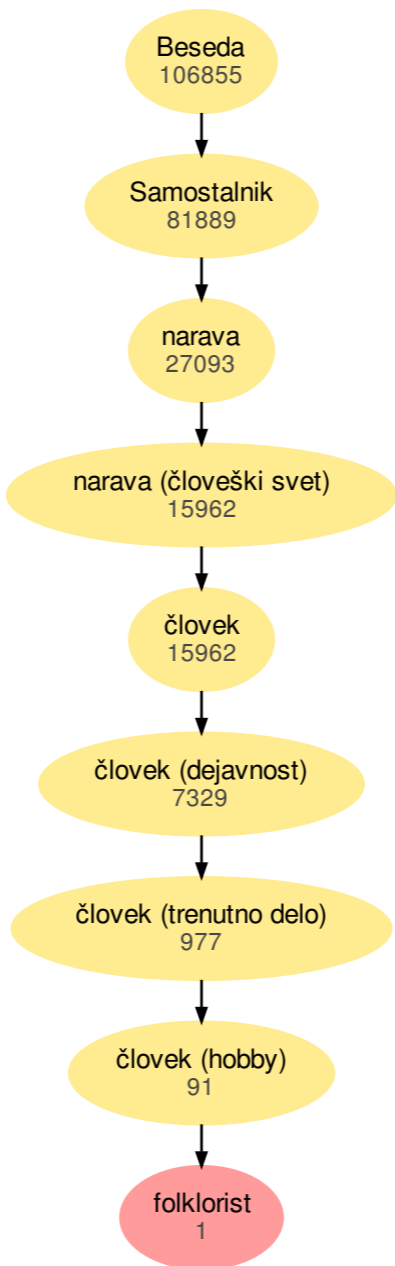 Beseda
106855
Samostalnik
81889
narava
27093
narava (človeški svet)
15962
človek
15962
človek (dejavnost)
7329
človek (trenutno delo)
977
človek (hobby)
91
folklorist
1